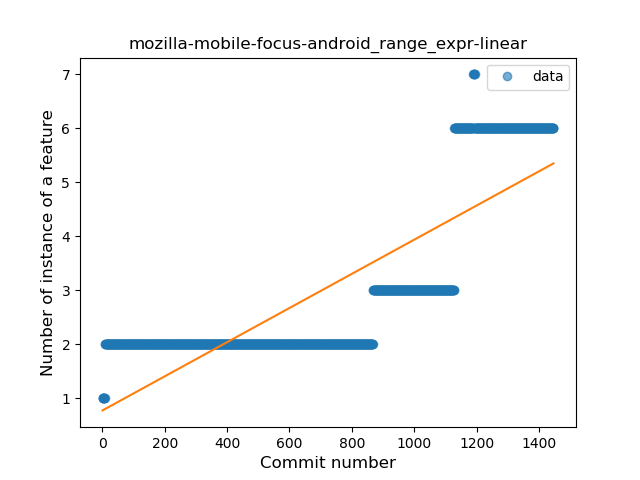 mozilla-mobile-focus-android_range_expr-linear
data
Number of instance of a feature
7
6
5
4
3
2
1
0 200 400 600 800 1000 1200 1400
Commit number